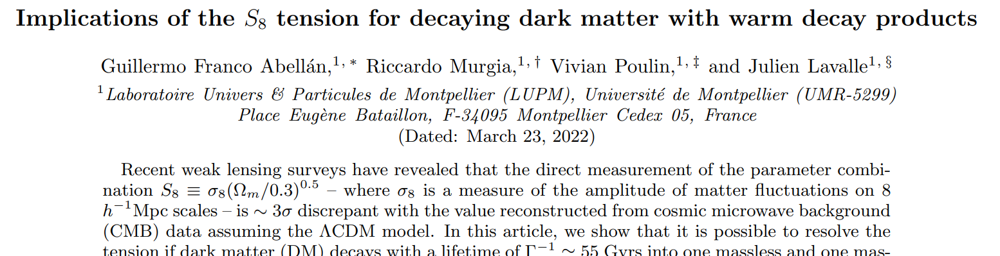 Implications of the S₈ tension for decaying dark matter with warm decay products
Guillermo Franco Abellán,¹, * Riccardo Murgia,¹, † Vivian Poulin,¹, ‡ and Julien Lavalle¹, §
¹Laboratoire Univers & Particules de Montpellier (LUPM), Université de Montpellier (UMR-5299)
Place Eugène Bataillon, F-34095 Montpellier Cedex 05, France
(Dated: March 23, 2022)
Recent weak lensing surveys have revealed that the direct measurement of the parameter combi-
nation S₈ ≡ σ₈(Ωₘ/0.3)⁰·⁵ – where σ₈ is a measure of the amplitude of matter fluctuations on 8
h⁻¹Mpc scales – is ∼ 3σ discrepant with the value reconstructed from cosmic microwave background
(CMB) data assuming the ΛCDM model. In this article, we show that it is possible to resolve the
tension if dark matter (DM) decays with a lifetime of Γ⁻¹ ∼ 55 Gyrs into one massless and one mas-